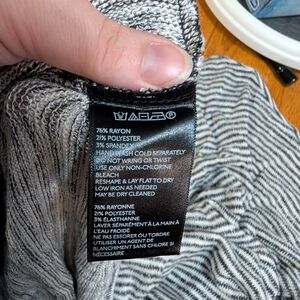 76% RAYON
21% POLYESTER
3% SPANDEX
HAND WASH COLD SEPARATELY
DO NOT WRING OR TWIST
USE ONLY NON-CHLORINE
BLEACH
RESHAPE & LAY FLAT TO DRY
LOW IRON AS NEEDED
MAY BE DRY CLEANED
76% RAYONNE
21% POLYESTER
3% ÉLASTHANNE
LAVER SÉPARÉMENT À LA MAIN À
L'EAU FROIDE
NE PAS ESSORER OU TORDRE
UTILISER UN AGENT DE
BLANCHIMENT SANS CHLORE SI
NÉCESSAIRE